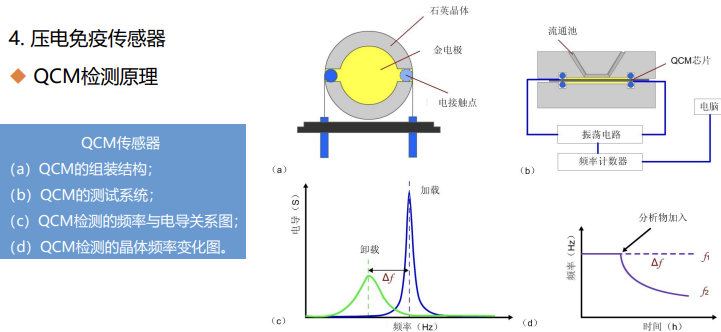 4. 压电免疫传感器
◆ QCM检测原理
QCM传感器
（a）QCM的组装结构；
（b）QCM的测试系统；
（c）QCM检测的频率与电导关系图；
（d）QCM检测的晶体频率变化图。
石英晶体
金电极
电接触点
（a）
流通池
QCM芯片
电脑
振荡电路
频率计数器
（b）
电导（S）
加载
卸载
Δf
频率（Hz）
（c）
频率（Hz）
分析物加入
Δf
f₁
f₂
时间（h）
（d）